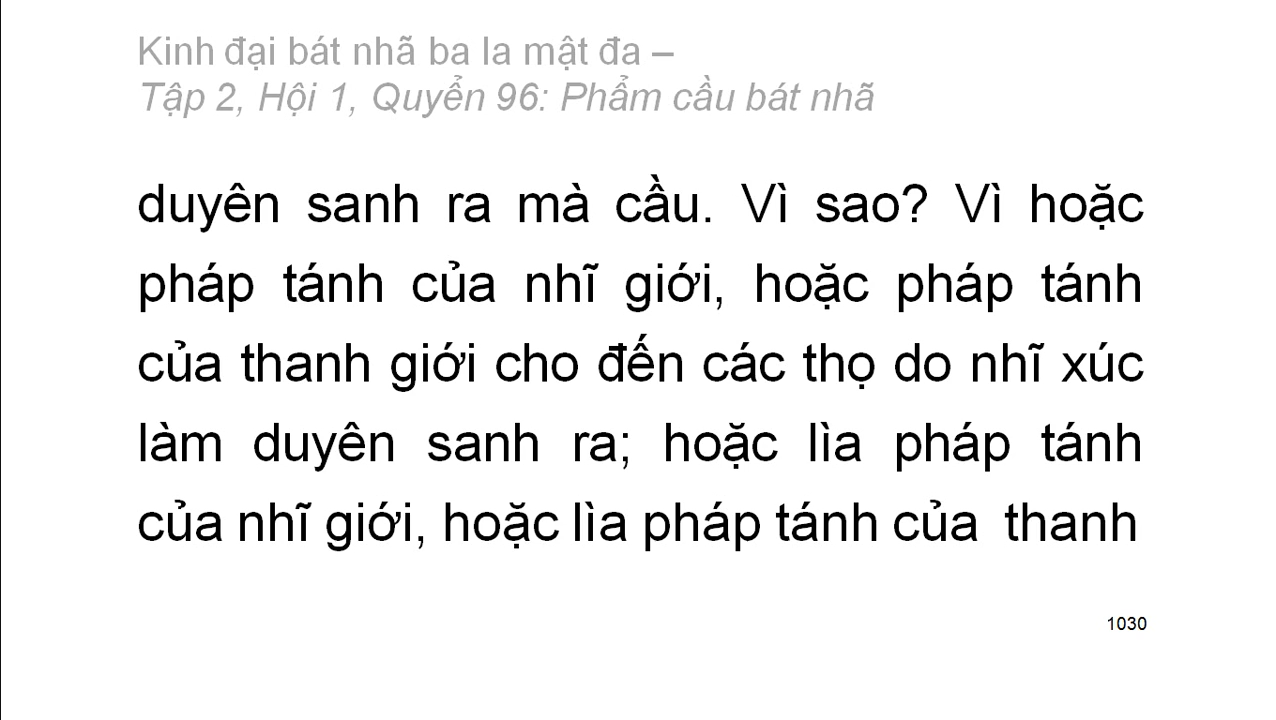 Kinh đại bát nhã ba la mật đa –
Tập 2, Hội 1, Quyển 96: Phẩm cầu bát nhã
duyên sanh ra mà cầu. Vì sao? Vì hoặc
pháp tánh của nhĩ giới, hoặc pháp tánh
của thanh giới cho đến các thọ do nhĩ xúc
làm duyên sanh ra; hoặc lìa pháp tánh
của nhĩ giới, hoặc lìa pháp tánh của thanh
1030